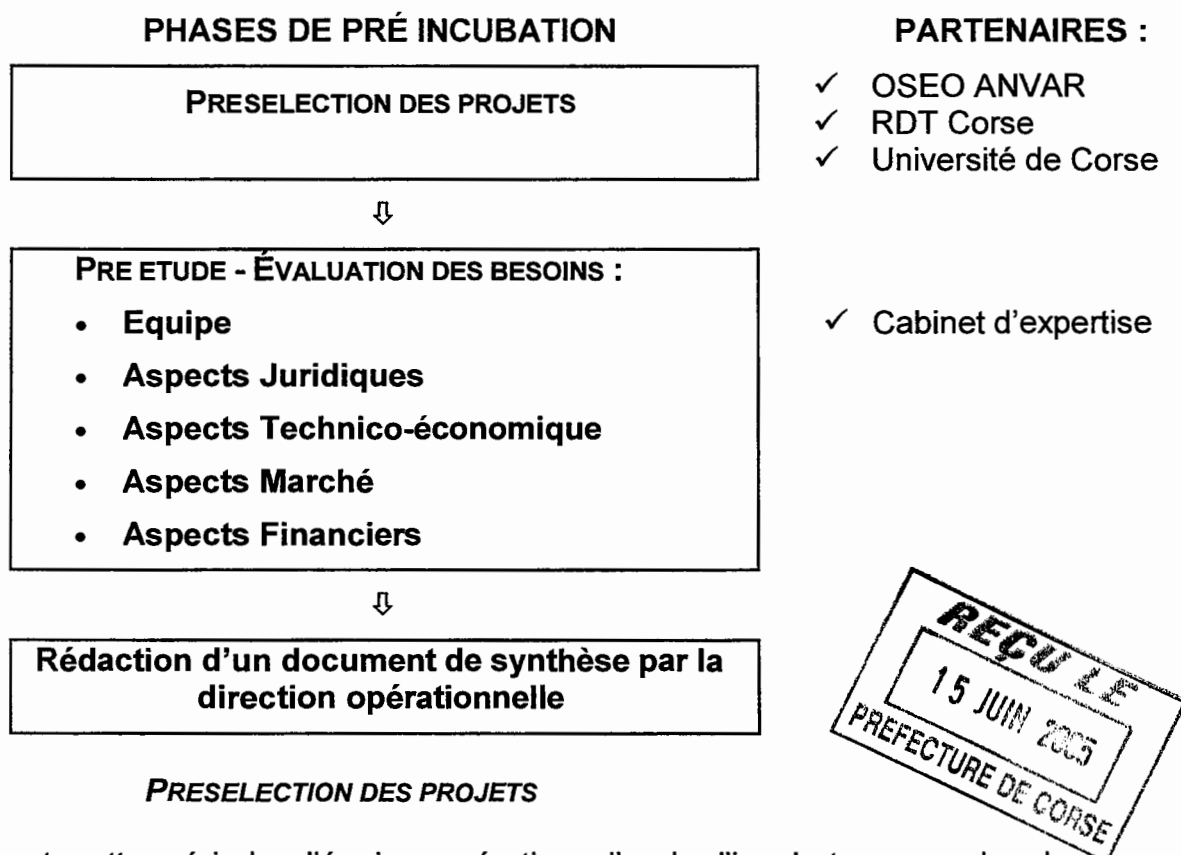 PHASES DE PRÉ INCUBATION
PARTENAIRES :
PRESELECTION DES PROJETS
✓ OSEO ANVAR
✓ RDT Corse
✓ Université de Corse
⇩
PRE ETUDE - ÉVALUATION DES BESOINS :
• Equipe
• Aspects Juridiques
• Aspects Technico-économique
• Aspects Marché
• Aspects Financiers
✓ Cabinet d'expertise
⇩
Rédaction d'un document de synthèse par la
direction opérationnelle
REÇU LE
15 JUIN 2005
PREFECTURE DE CORSE
PRESELECTION DES PROJETS